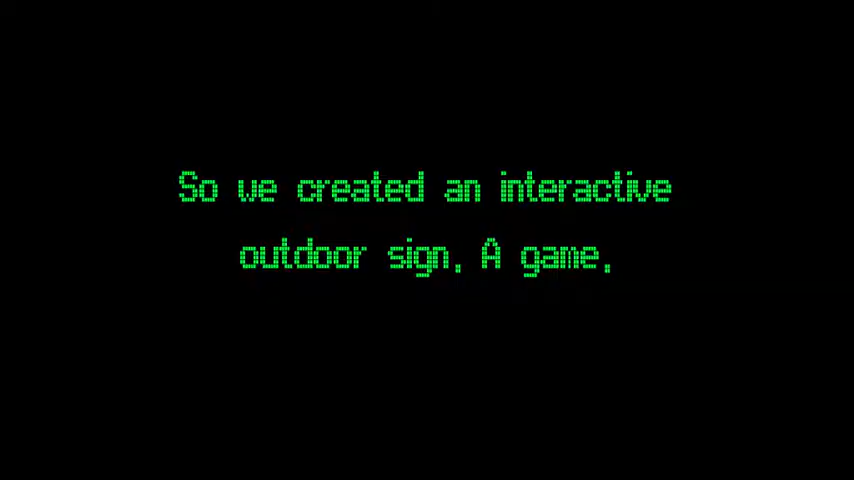 So we created an interactive
outdoor sign. A game.